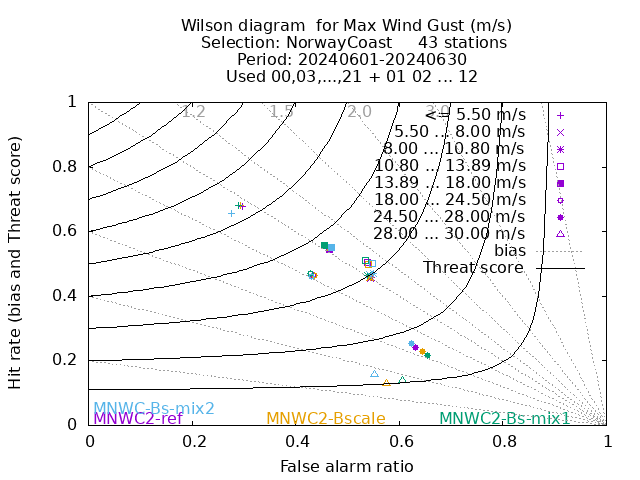 Wilson diagram  for Max Wind Gust (m/s)
Selection: NorwayCoast     43 stations
Period: 20240601-20240630
Used 00,03,...,21 + 01 02 ... 12
Hit rate (bias and Threat score)
1
0.8
0.6
0.4
0.2
0
1.2 1.5 2.0 3.0
<= 5.50 m/s
5.50 ... 8.00 m/s
8.00 ... 10.80 m/s
10.80 ... 13.89 m/s
13.89 ... 18.00 m/s
18.00 ... 24.50 m/s
24.50 ... 28.00 m/s
28.00 ... 30.00 m/s
bias
Threat score
MNWC-Bs-mix2
MNWC2-ref MNWC2-Bscale MNWC2-Bs-mix1
0 0.2 0.4 0.6 0.8 1
False alarm ratio